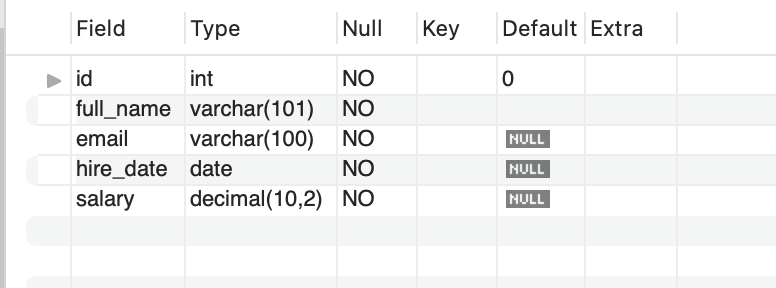 Field Type Null Key Default Extra
id int NO 0
full_name varchar(101) NO
email varchar(100) NO NULL
hire_date date NO NULL
salary decimal(10,2) NO NULL